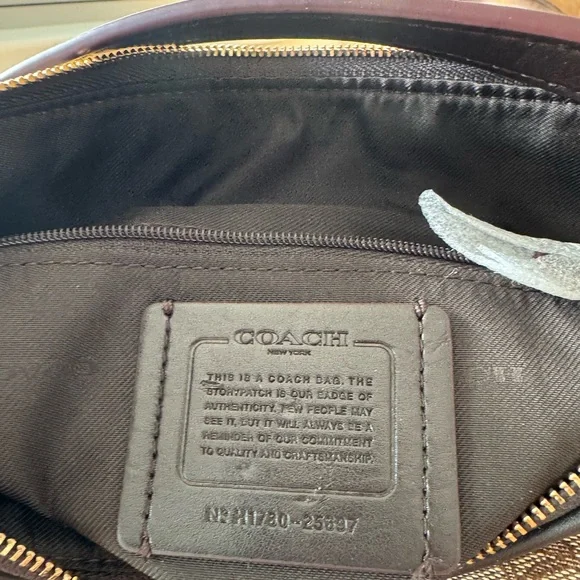 COACH
NEW YORK
THIS IS A COACH BAG. THE
STORYPATCH IS OUR BADGE OF
AUTHENTICITY. FEW PEOPLE MAY
SEE IT, BUT IT WILL ALWAYS BE A
REMINDER OF OUR COMMITMENT
TO QUALITY AND CRAFTSMANSHIP.
Nº H1780-25697